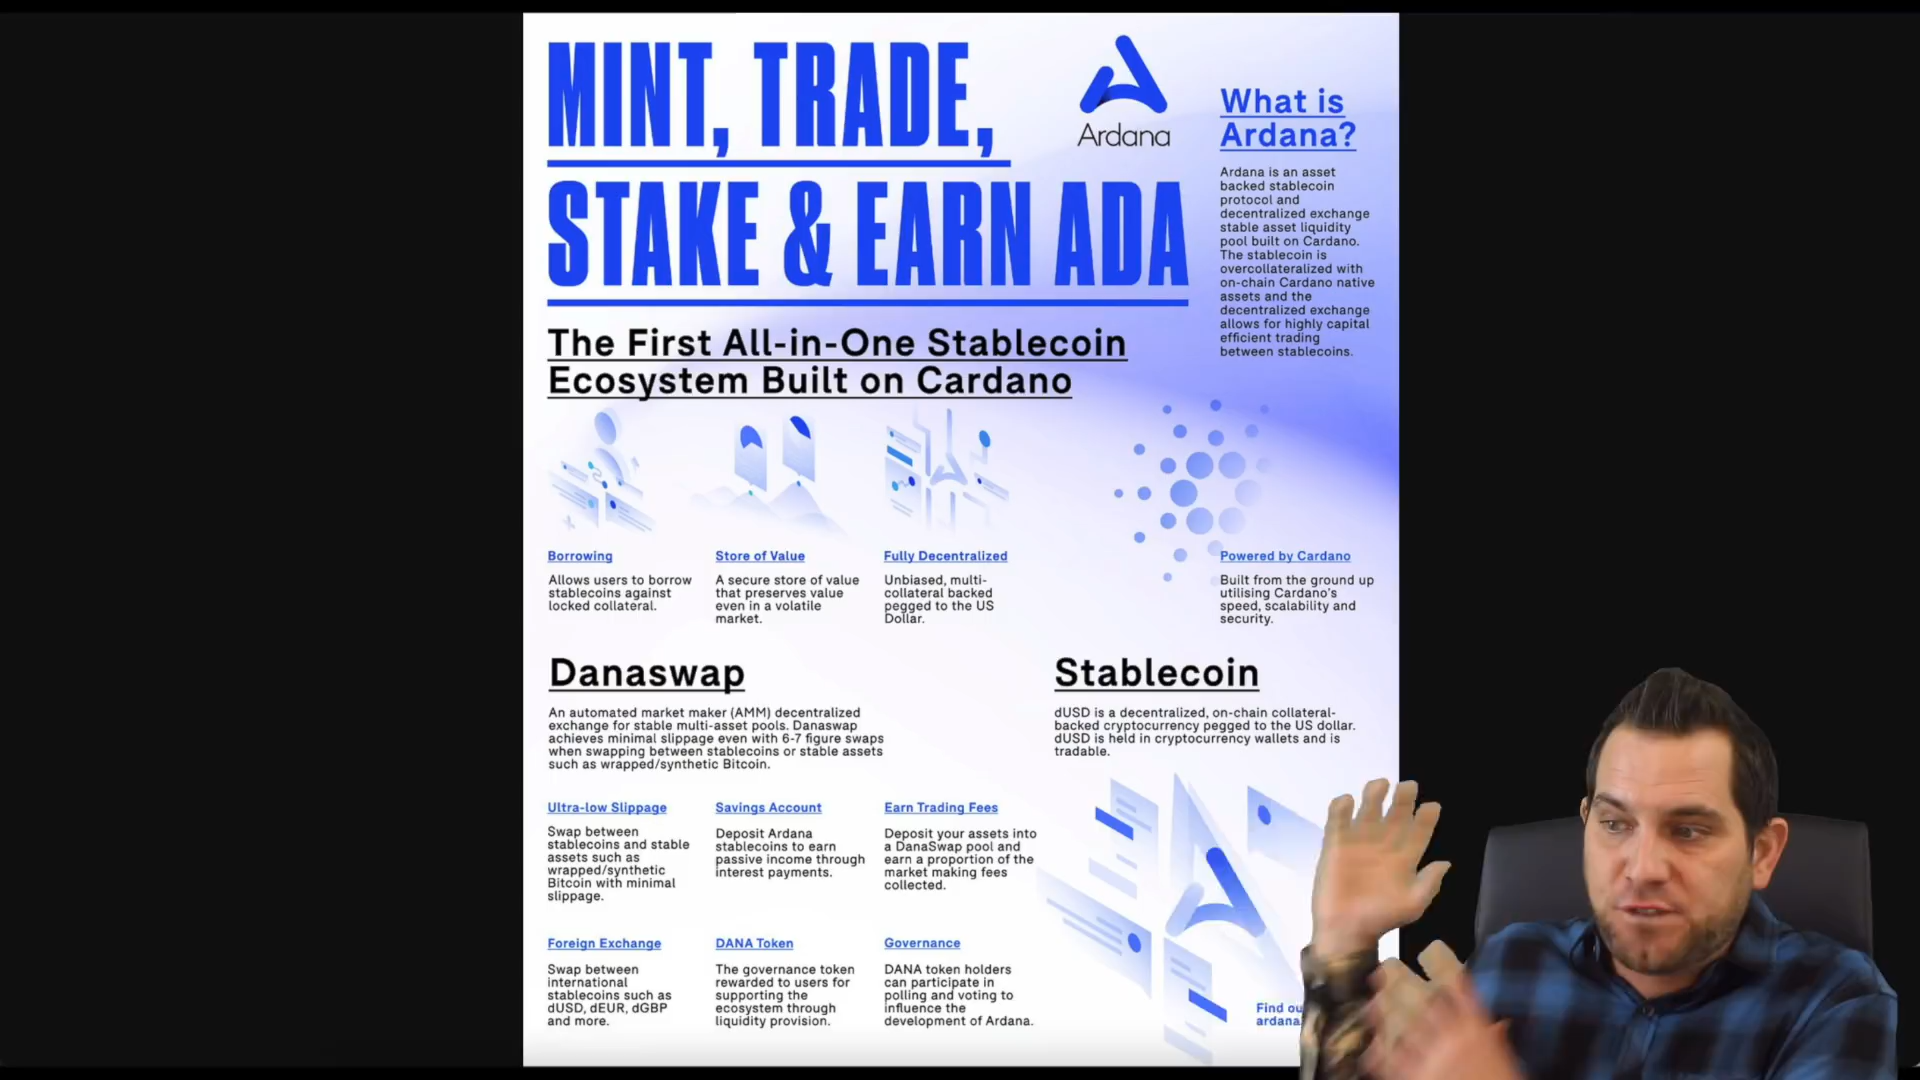 MINT, TRADE,
STAKE & EARN ADA
Ardana
What is
Ardana?
Ardana is an asset
backed stablecoin
protocol and
decentralized exchange
stable asset liquidity
pool built on Cardano.
The stablecoin is
overcollateralized with
on-chain Cardano native
assets and the
decentralized exchange
allows for highly capital
efficient trading
between stablecoins.
The First All-in-One Stablecoin
Ecosystem Built on Cardano
Borrowing
Allows users to borrow
stablecoins against
locked collateral.
Store of Value
A secure store of value
that preserves value
even in a volatile
market.
Fully Decentralized
Unbiased, multi-
collateral backed
pegged to the US
Dollar.
Powered by Cardano
Built from the ground up
utilising Cardano's
speed, scalability and
security.
Danaswap
An automated market maker (AMM) decentralized
exchange for stable multi-asset pools. Danaswap
achieves minimal slippage even with 6-7 figure swaps
when swapping between stablecoins or stable assets
such as wrapped/synthetic Bitcoin.
Stablecoin
dUSD is a decentralized, on-chain collateral-
backed cryptocurrency pegged to the US dollar.
dUSD is held in cryptocurrency wallets and is
tradable.
Ultra-low Slippage
Swap between
stablecoins and stable
assets such as
wrapped/synthetic
Bitcoin with minimal
slippage.
Savings Account
Deposit Ardana
stablecoins to earn
passive income through
interest payments.
Earn Trading Fees
Deposit your assets into
a DanaSwap pool and
earn a proportion of the
market making fees
collected.
Foreign Exchange
Swap between
international
stablecoins such as
dUSD, dEUR, dGBP
and more.
DANA Token
The governance token
rewarded to users for
supporting the
ecosystem through
liquidity provision.
Governance
DANA token holders
can participate in
polling and voting to
influence the
development of Ardana.
Find ou
ardana